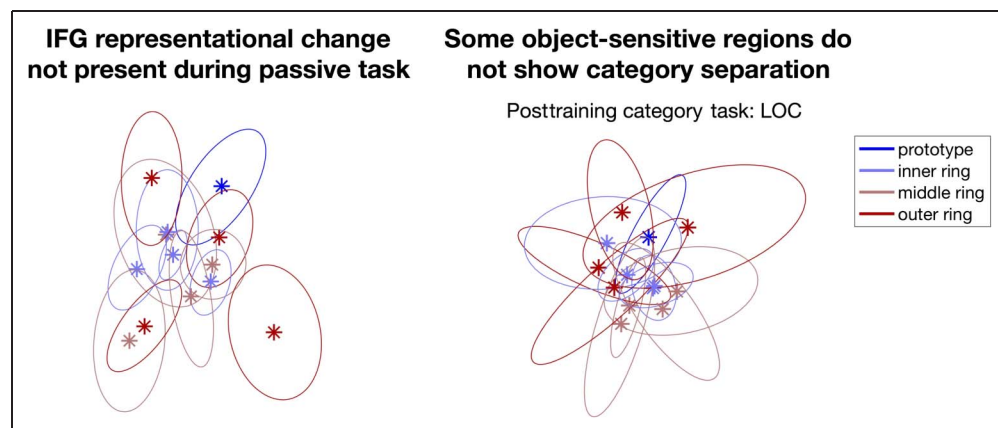 IFG representational change
not present during passive task
Some object-sensitive regions do
not show category separation
Posttraining category task: LOC
prototype
inner ring
middle ring
outer ring